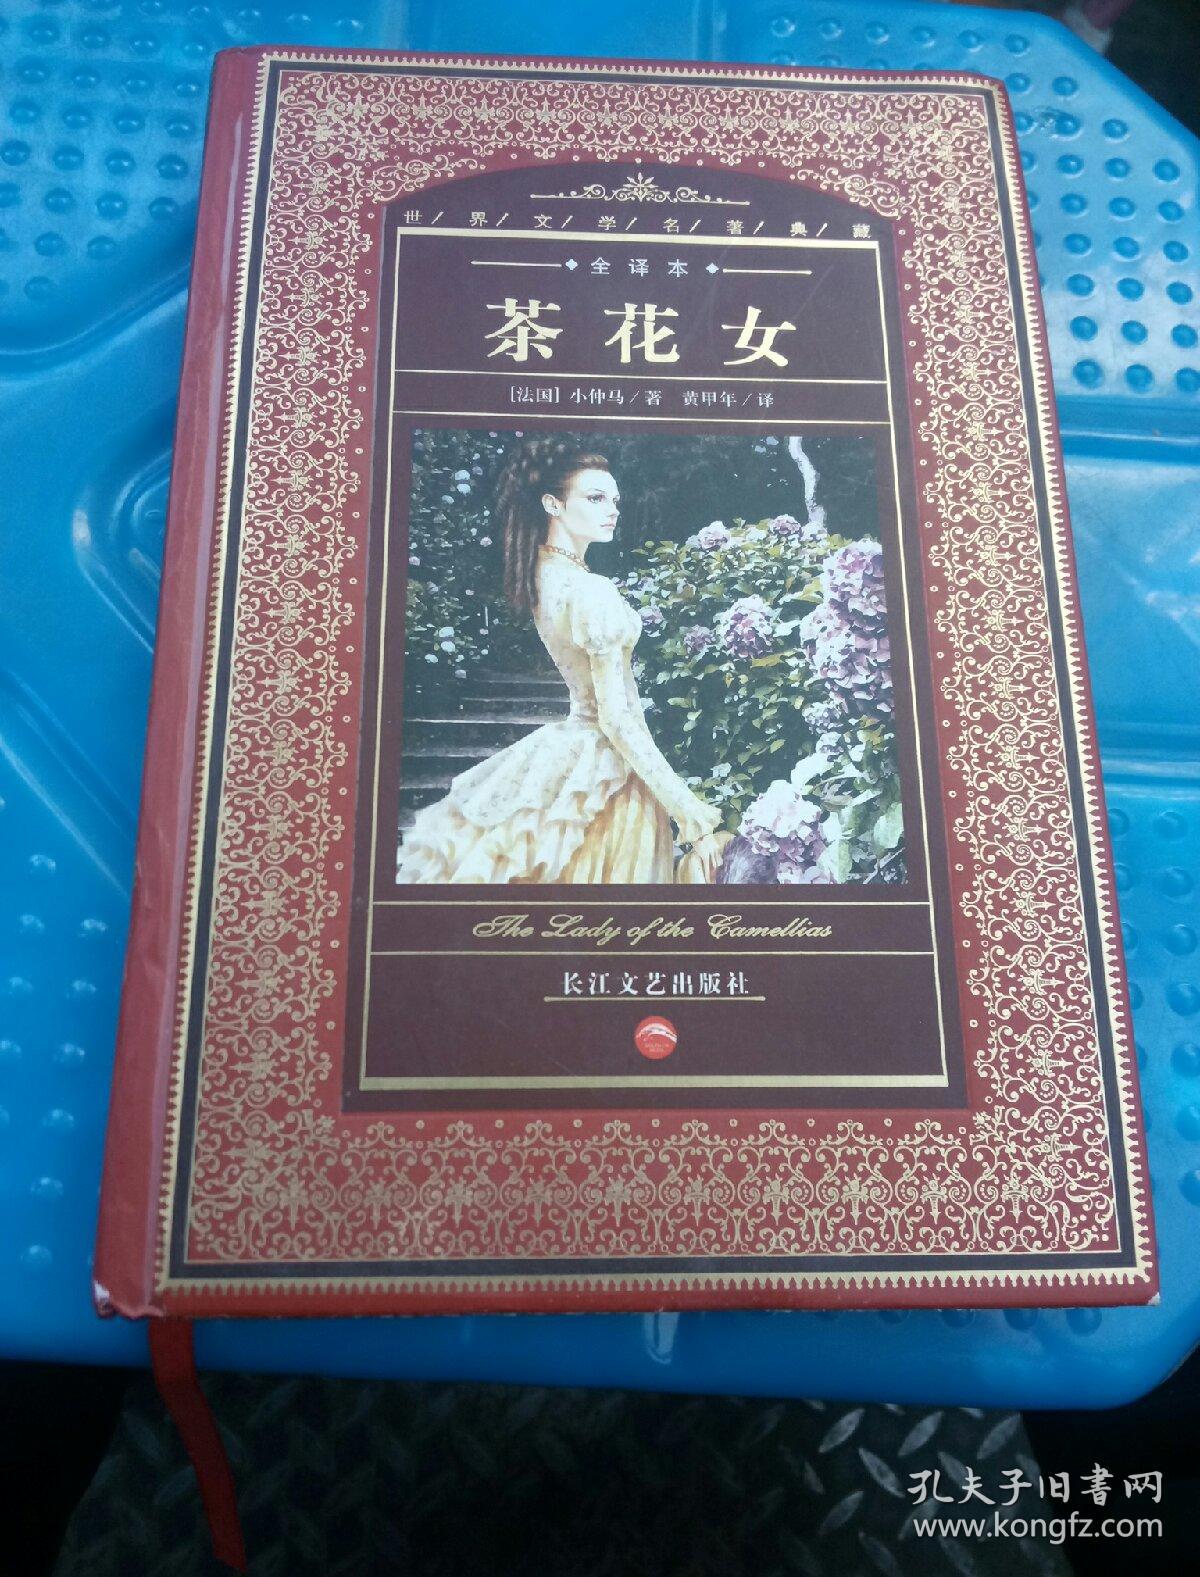 世/界/文/学/名/著/典/藏
全译本
茶花女
[法国] 小仲马/著 黄甲年/译
The Lady of the Camellias
长江文艺出版社
孔夫子旧書网
www.kongfz.com